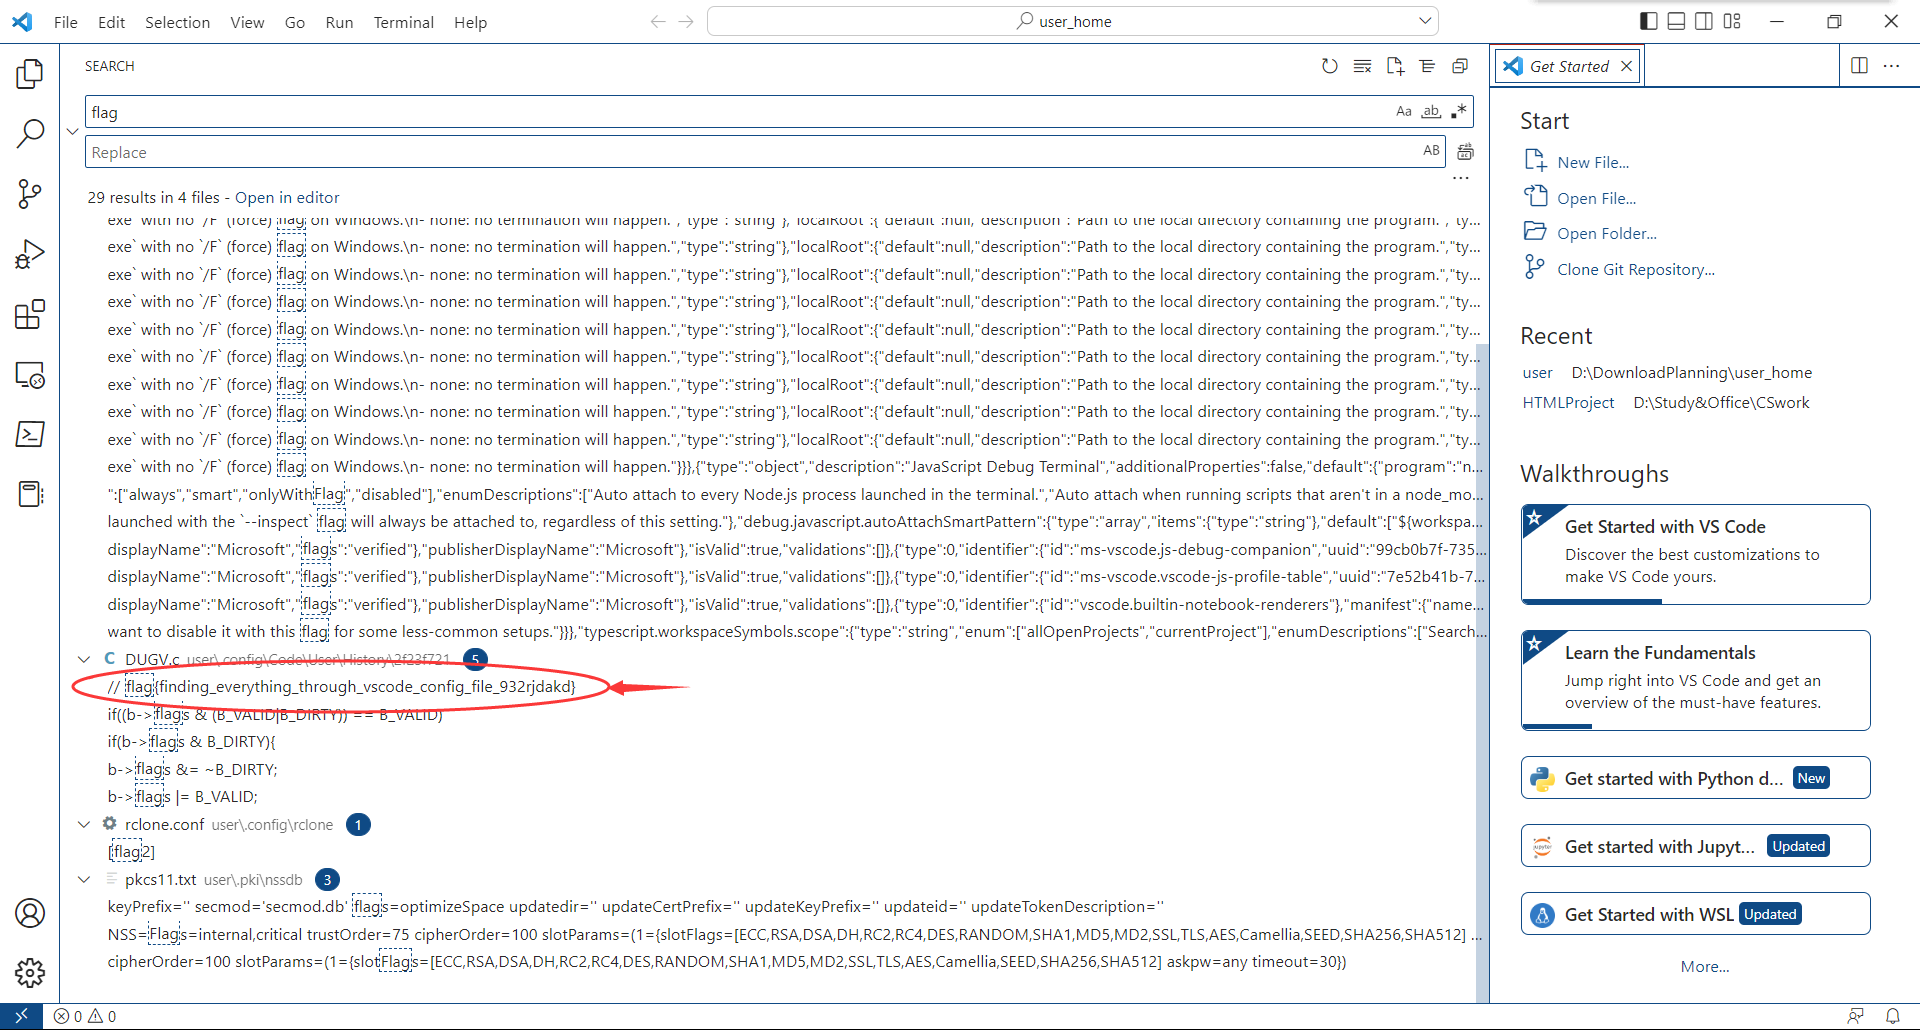 File Edit Selection View Go Run Terminal Help user_home
SEARCH
flag
Aa ab, .*
Replace
AB
29 results in 4 files - Open in editor
exe` with no `/F` (force) flag on Windows.\n- none: no termination will happen.","type":"string"},"localRoot":{"default":null,"description":"Path to the local directory containing the program.","ty...
exe` with no `/F` (force) flag on Windows.\n- none: no termination will happen.","type":"string"},"localRoot":{"default":null,"description":"Path to the local directory containing the program.","ty...
exe` with no `/F` (force) flag on Windows.\n- none: no termination will happen.","type":"string"},"localRoot":{"default":null,"description":"Path to the local directory containing the program.","ty...
exe` with no `/F` (force) flag on Windows.\n- none: no termination will happen.","type":"string"},"localRoot":{"default":null,"description":"Path to the local directory containing the program.","ty...
exe` with no `/F` (force) flag on Windows.\n- none: no termination will happen.","type":"string"},"localRoot":{"default":null,"description":"Path to the local directory containing the program.","ty...
exe` with no `/F` (force) flag on Windows.\n- none: no termination will happen.","type":"string"},"localRoot":{"default":null,"description":"Path to the local directory containing the program.","ty...
exe` with no `/F` (force) flag on Windows.\n- none: no termination will happen.","type":"string"},"localRoot":{"default":null,"description":"Path to the local directory containing the program.","ty...
exe` with no `/F` (force) flag on Windows.\n- none: no termination will happen.","type":"string"},"localRoot":{"default":null,"description":"Path to the local directory containing the program.","ty...
exe` with no `/F` (force) flag on Windows.\n- none: no termination will happen.","type":"string"},"localRoot":{"default":null,"description":"Path to the local directory containing the program.","ty...
exe` with no `/F` (force) flag on Windows.\n- none: no termination will happen."}}},{"type":"object","description":"JavaScript Debug Terminal","additionalProperties":false,"default":{"program":"n...
":["always","smart","onlyWithFlag","disabled"],"enumDescriptions":["Auto attach to every Node.js process launched in the terminal.","Auto attach when running scripts that aren't in a node_mo...
launched with the `--inspect` flag will always be attached to, regardless of this setting."},"debug.javascript.autoAttachSmartPattern":{"type":"array","items":{"type":"string"},"default":["${workspa...
displayName":"Microsoft","flags":"verified"},"publisherDisplayName":"Microsoft"},"isValid":true,"validations":[]},{"type":0,"identifier":{"id":"ms-vscode.js-debug-companion","uuid":"99cb0b7f-735...
displayName":"Microsoft","flags":"verified"},"publisherDisplayName":"Microsoft"},"isValid":true,"validations":[]},{"type":0,"identifier":{"id":"ms-vscode.vscode-js-profile-table","uuid":"7e52b41b-7...
displayName":"Microsoft","flags":"verified"},"publisherDisplayName":"Microsoft"},"isValid":true,"validations":[]},{"type":0,"identifier":{"id":"vscode.builtin-notebook-renderers"},"manifest":{"name...
want to disable it with this flag for some less-common setups."}}},"typescript.workspaceSymbols.scope":{"type":"string","enum":["allOpenProjects","currentProject"],"enumDescriptions":["Search...
C DUGV.c user\.config\Code\User\History\2f23f721 5
// flag{finding_everything_through_vscode_config_file_932rjdakd}
if((b->flags & (B_VALID|B_DIRTY)) == B_VALID)
if(b->flags & B_DIRTY){
b->flags &= ~B_DIRTY;
b->flags |= B_VALID;
rclone.conf user\.config\rclone 1
[flag2]
pkcs11.txt user\.pki\nssdb 3
keyPrefix='' secmod='secmod.db' flags=optimizeSpace updatedir='' updateCertPrefix='' updateKeyPrefix='' updateid='' updateTokenDescription=''
NSS=Flags=internal,critical trustOrder=75 cipherOrder=100 slotParams=(1={slotFlags=[ECC,RSA,DSA,DH,RC2,RC4,DES,RANDOM,SHA1,MD5,MD2,SSL,TLS,AES,Camellia,SEED,SHA256,SHA512] ...
cipherOrder=100 slotParams=(1={slotFlags=[ECC,RSA,DSA,DH,RC2,RC4,DES,RANDOM,SHA1,MD5,MD2,SSL,TLS,AES,Camellia,SEED,SHA256,SHA512] askpw=any timeout=30})
Get Started
Start
New File...
Open File...
Open Folder...
Clone Git Repository...
Recent
user D:\DownloadPlanning\user_home
HTMLProject D:\Study&Office\CSwork
Walkthroughs
Get Started with VS Code
Discover the best customizations to
make VS Code yours.
Learn the Fundamentals
Jump right into VS Code and get an
overview of the must-have features.
Get started with Python d... New
Get started with Jupyt... Updated
Get Started with WSL Updated
More...
0 0